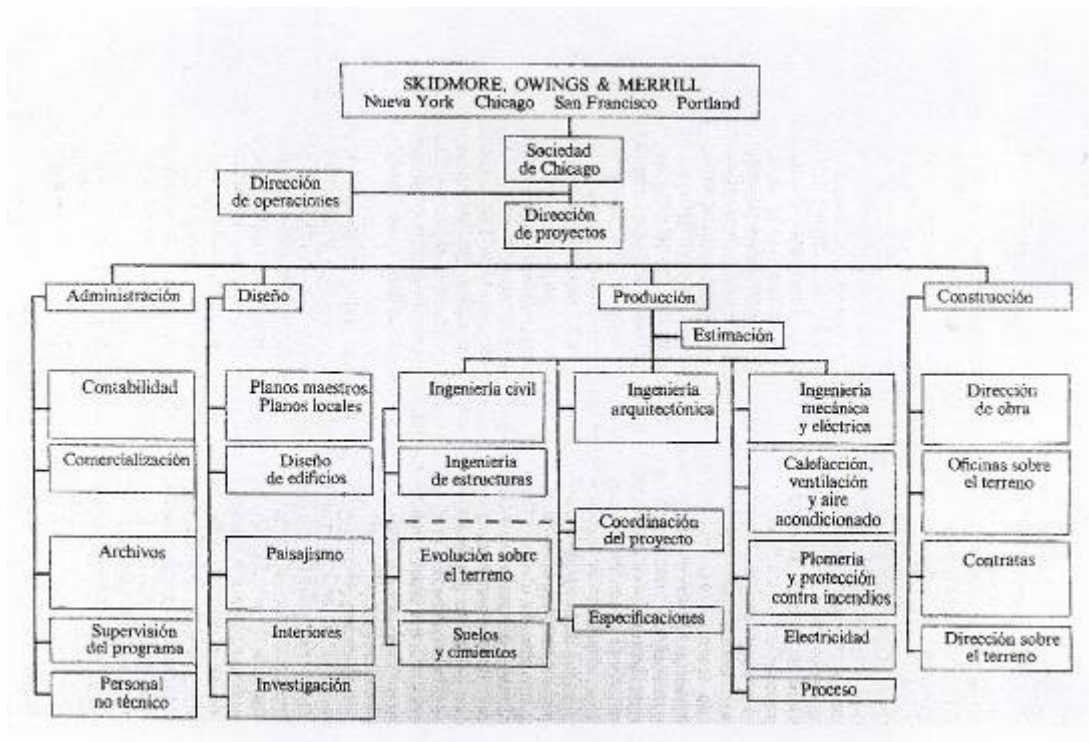 SKIDMORE, OWINGS & MERRILL
Nueva York Chicago San Francisco Portland
Sociedad
de Chicago
Dirección
de operaciones
Dirección
de proyectos
Administración
Diseño
Producción
Construcción
Estimación
Contabilidad
Planos maestros
Planos locales
Ingeniería civil
Ingeniería
arquitectónica
Ingeniería
mecánica
y eléctrica
Dirección
de obra
Comercialización
Diseño
de edificios
Ingeniería
de estructuras
Calefacción,
ventilación
y aire
acondicionado
Oficinas sobre
el terreno
Coordinación
del proyecto
Archivos
Paisajismo
Evolución sobre
el terreno
Plomería
y protección
contra incendios
Contratas
Especificaciones
Supervisión
del programa
Interiores
Suelos
y cimientos
Electricidad
Dirección sobre
el terreno
Personal
no técnico
Investigación
Proceso